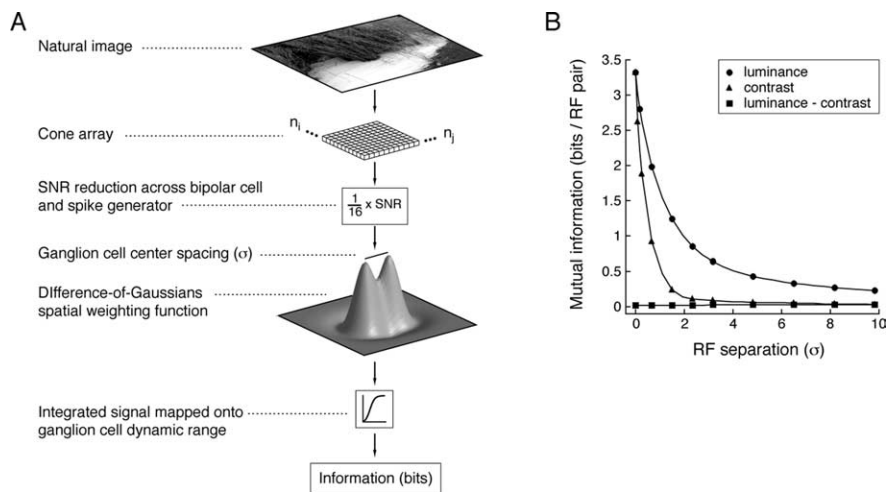 A
Natural image
Cone array
n_i
n_j
SNR reduction across bipolar cell
and spike generator
1/16 x SNR
Ganglion cell center spacing (σ)
DIfference-of-Gaussians
spatial weighting function
Integrated signal mapped onto
ganglion cell dynamic range
Information (bits)
B
Mutual information (bits / RF pair)
3.5
3
2.5
2
1.5
1
0.5
0
0 2 4 6 8 10
RF separation (σ)
luminance
contrast
luminance - contrast